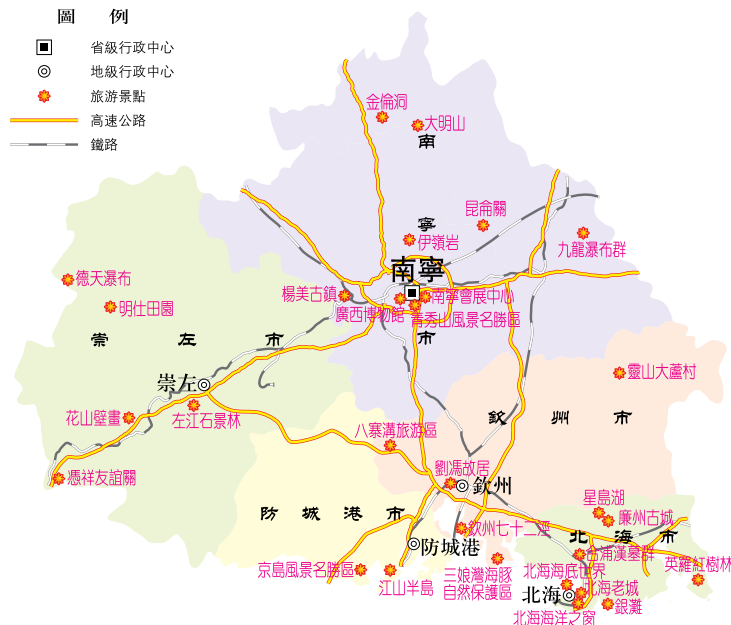 圖 例
省級行政中心
地級行政中心
旅游景點
高速公路
鐵路
金倫洞
大明山
南
昆侖關
寧
伊嶺岩
九龍瀑布群
南寧
德天瀑布
楊美古鎮
南寧會展中心
明仕田園
廣西博物館
青秀山風景名勝區
崇 左 市
市
靈山大蘆村
崇左
花山壁畫
左江石景林
欽 州 市
八寨溝旅游區
劉馮故居
憑祥友誼關
欽州
星島湖
防 城 港 市
廉州古城
欽州七十二涇
北 海 市
防城港
合浦漢墓群
英羅紅樹林
京島風景名勝區
江山半島
三娘灣海豚
自然保護區
北海海底世界
北海老城
北海
銀灘
北海海洋之窗